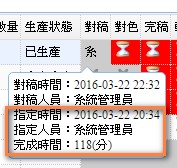 數量 生產狀態 對稿 對色 完稿
已生產 系
對稿時間：2016-03-22 22:32
對稿人員：系統管理員
指定時間：2016-03-22 20:34
指定人員：系統管理員
完成時間：118(分)